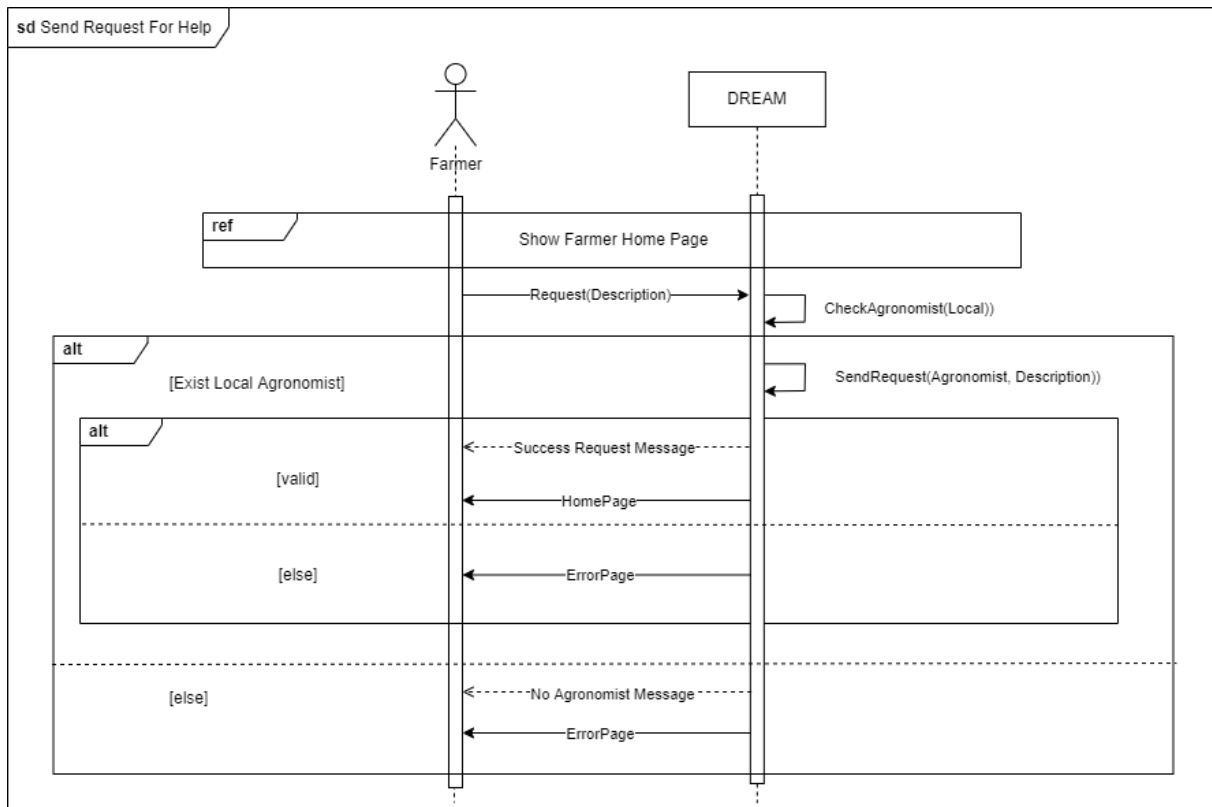 sd Send Request For Help
DREAM
Farmer
ref
Show Farmer Home Page
Request(Description)
CheckAgronomist(Local))
alt
[Exist Local Agronomist]
SendRequest(Agronomist, Description))
alt
Success Request Message
[valid]
HomePage
[else]
ErrorPage
[else]
No Agronomist Message
ErrorPage